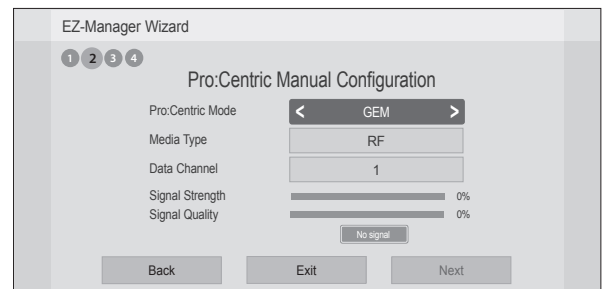 EZ-Manager Wizard
1 2 3 4
Pro:Centric Manual Configuration
Pro:Centric Mode < GEM >
Media Type RF
Data Channel 1
Signal Strength 0%
Signal Quality 0%
No signal
Back Exit Next